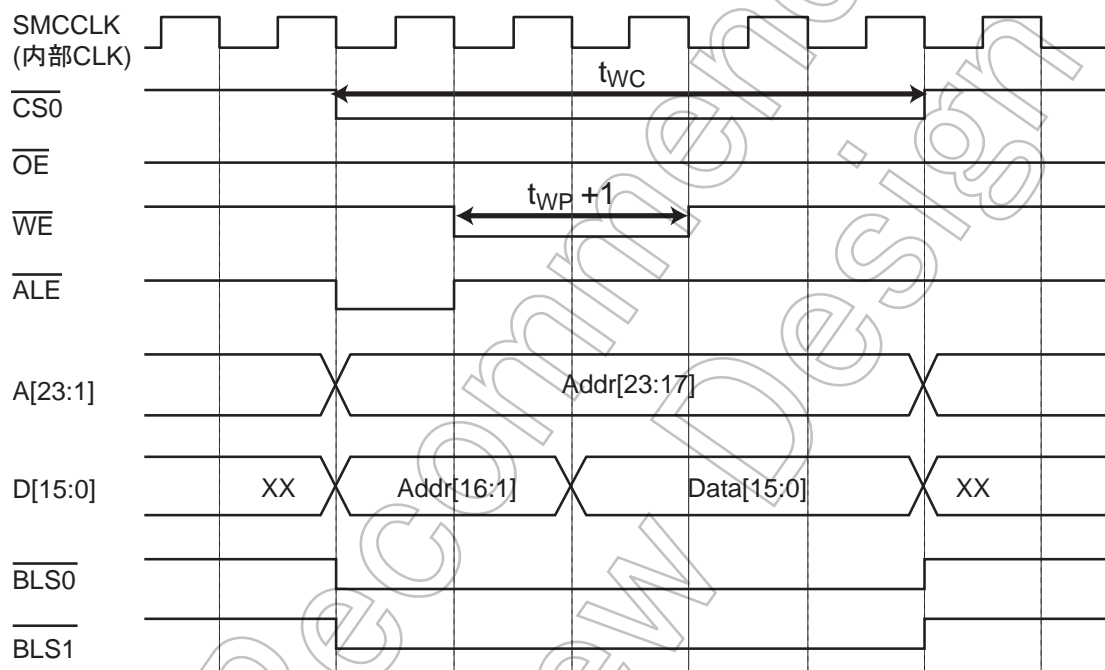 SMCCLK
(内部CLK)
tWC
CS0
OE
tWP +1
WE
ALE
A[23:1]
Addr[23:17]
D[15:0]
XX
Addr[16:1]
Data[15:0]
XX
BLS0
BLS1